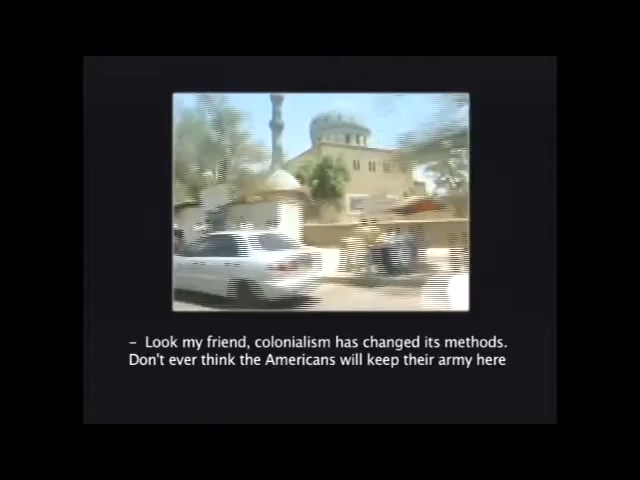 - Look my friend, colonialism has changed its methods.
Don't ever think the Americans will keep their army here